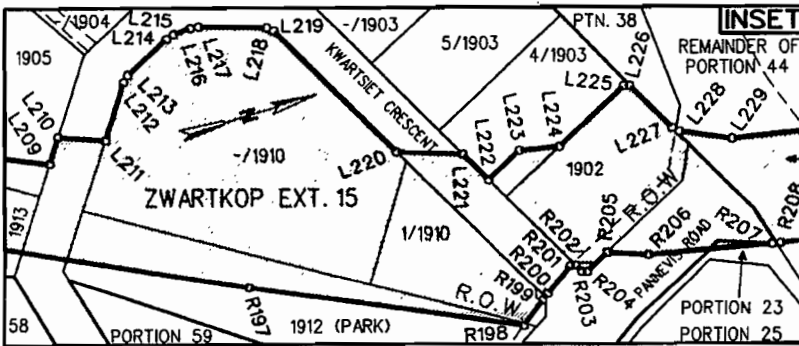 1904
-/1903
PTN. 38
INSET
1905
L215
L214
L216
L217
L218
L219
5/1903
4/1903
REMAINDER OF
PORTION 44
KWARTSIET CRESCENT
L225
L226
L213
L212
L210
L209
L211
N
-/1910
L220
L221
L222
L223
L224
L227
L228
L229
1902
ZWARTKOP EXT. 15
1913
1/1910
R.O.W
R.O.W
R197
R198
R199
R200
R201
R202
R203
R204
R205
R206
R207
R208
PANNEVIS ROAD
58
PORTION 59
1912 (PARK)
PORTION 23
PORTION 25
4